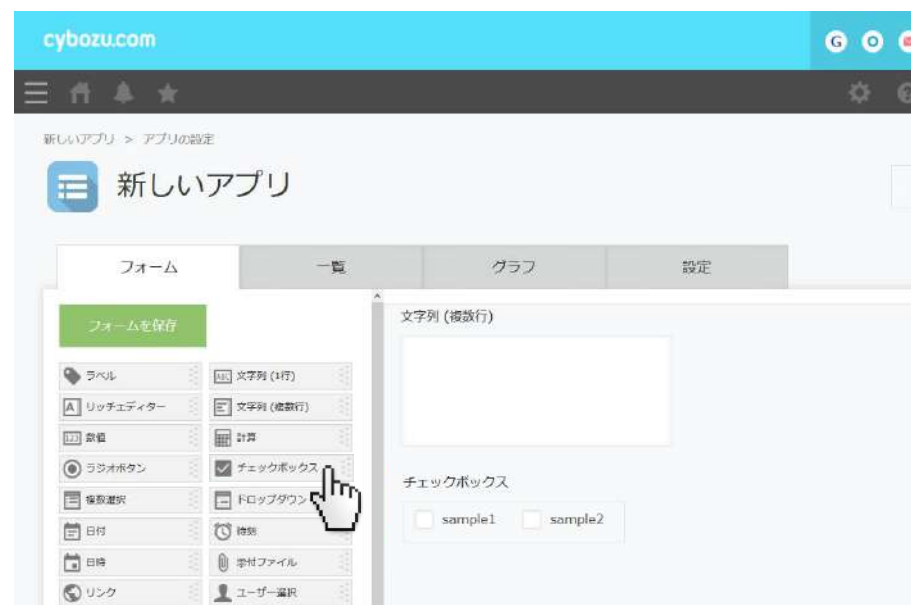 cybozu.com
新しいアプリ > アプリの設定
新しいアプリ
フォーム 一覧 グラフ 設定
フォームを保存
ラベル 文字列 (1行)
リッチエディター 文字列 (複数行)
数値 計算
ラジオボタン チェックボックス
複数選択 ドロップダウン
日付 時刻
日時 添付ファイル
リンク ユーザー選択
文字列 (複数行)
チェックボックス
sample1 sample2